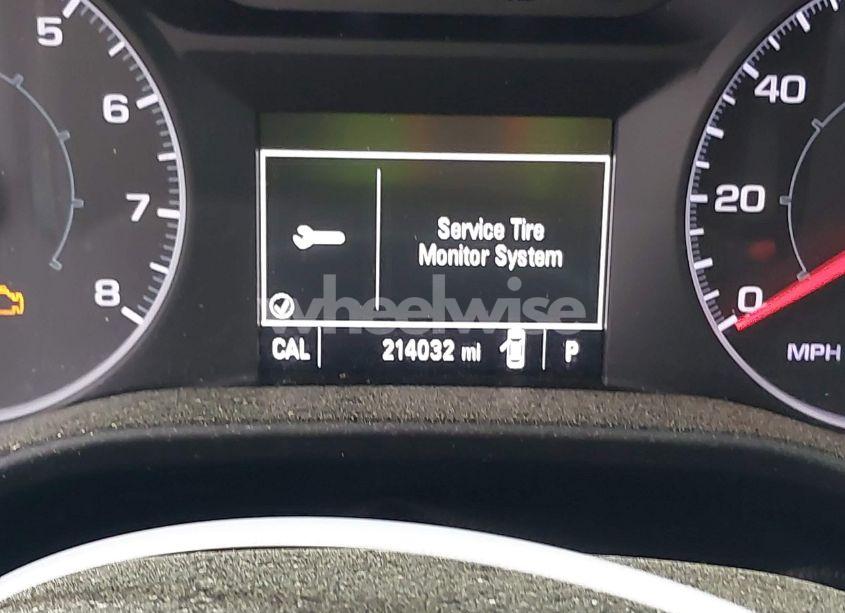 5
6
7
8
40
20
0
MPH
Service Tire
Monitor System
wheelwise
CAL
214032 mi
P